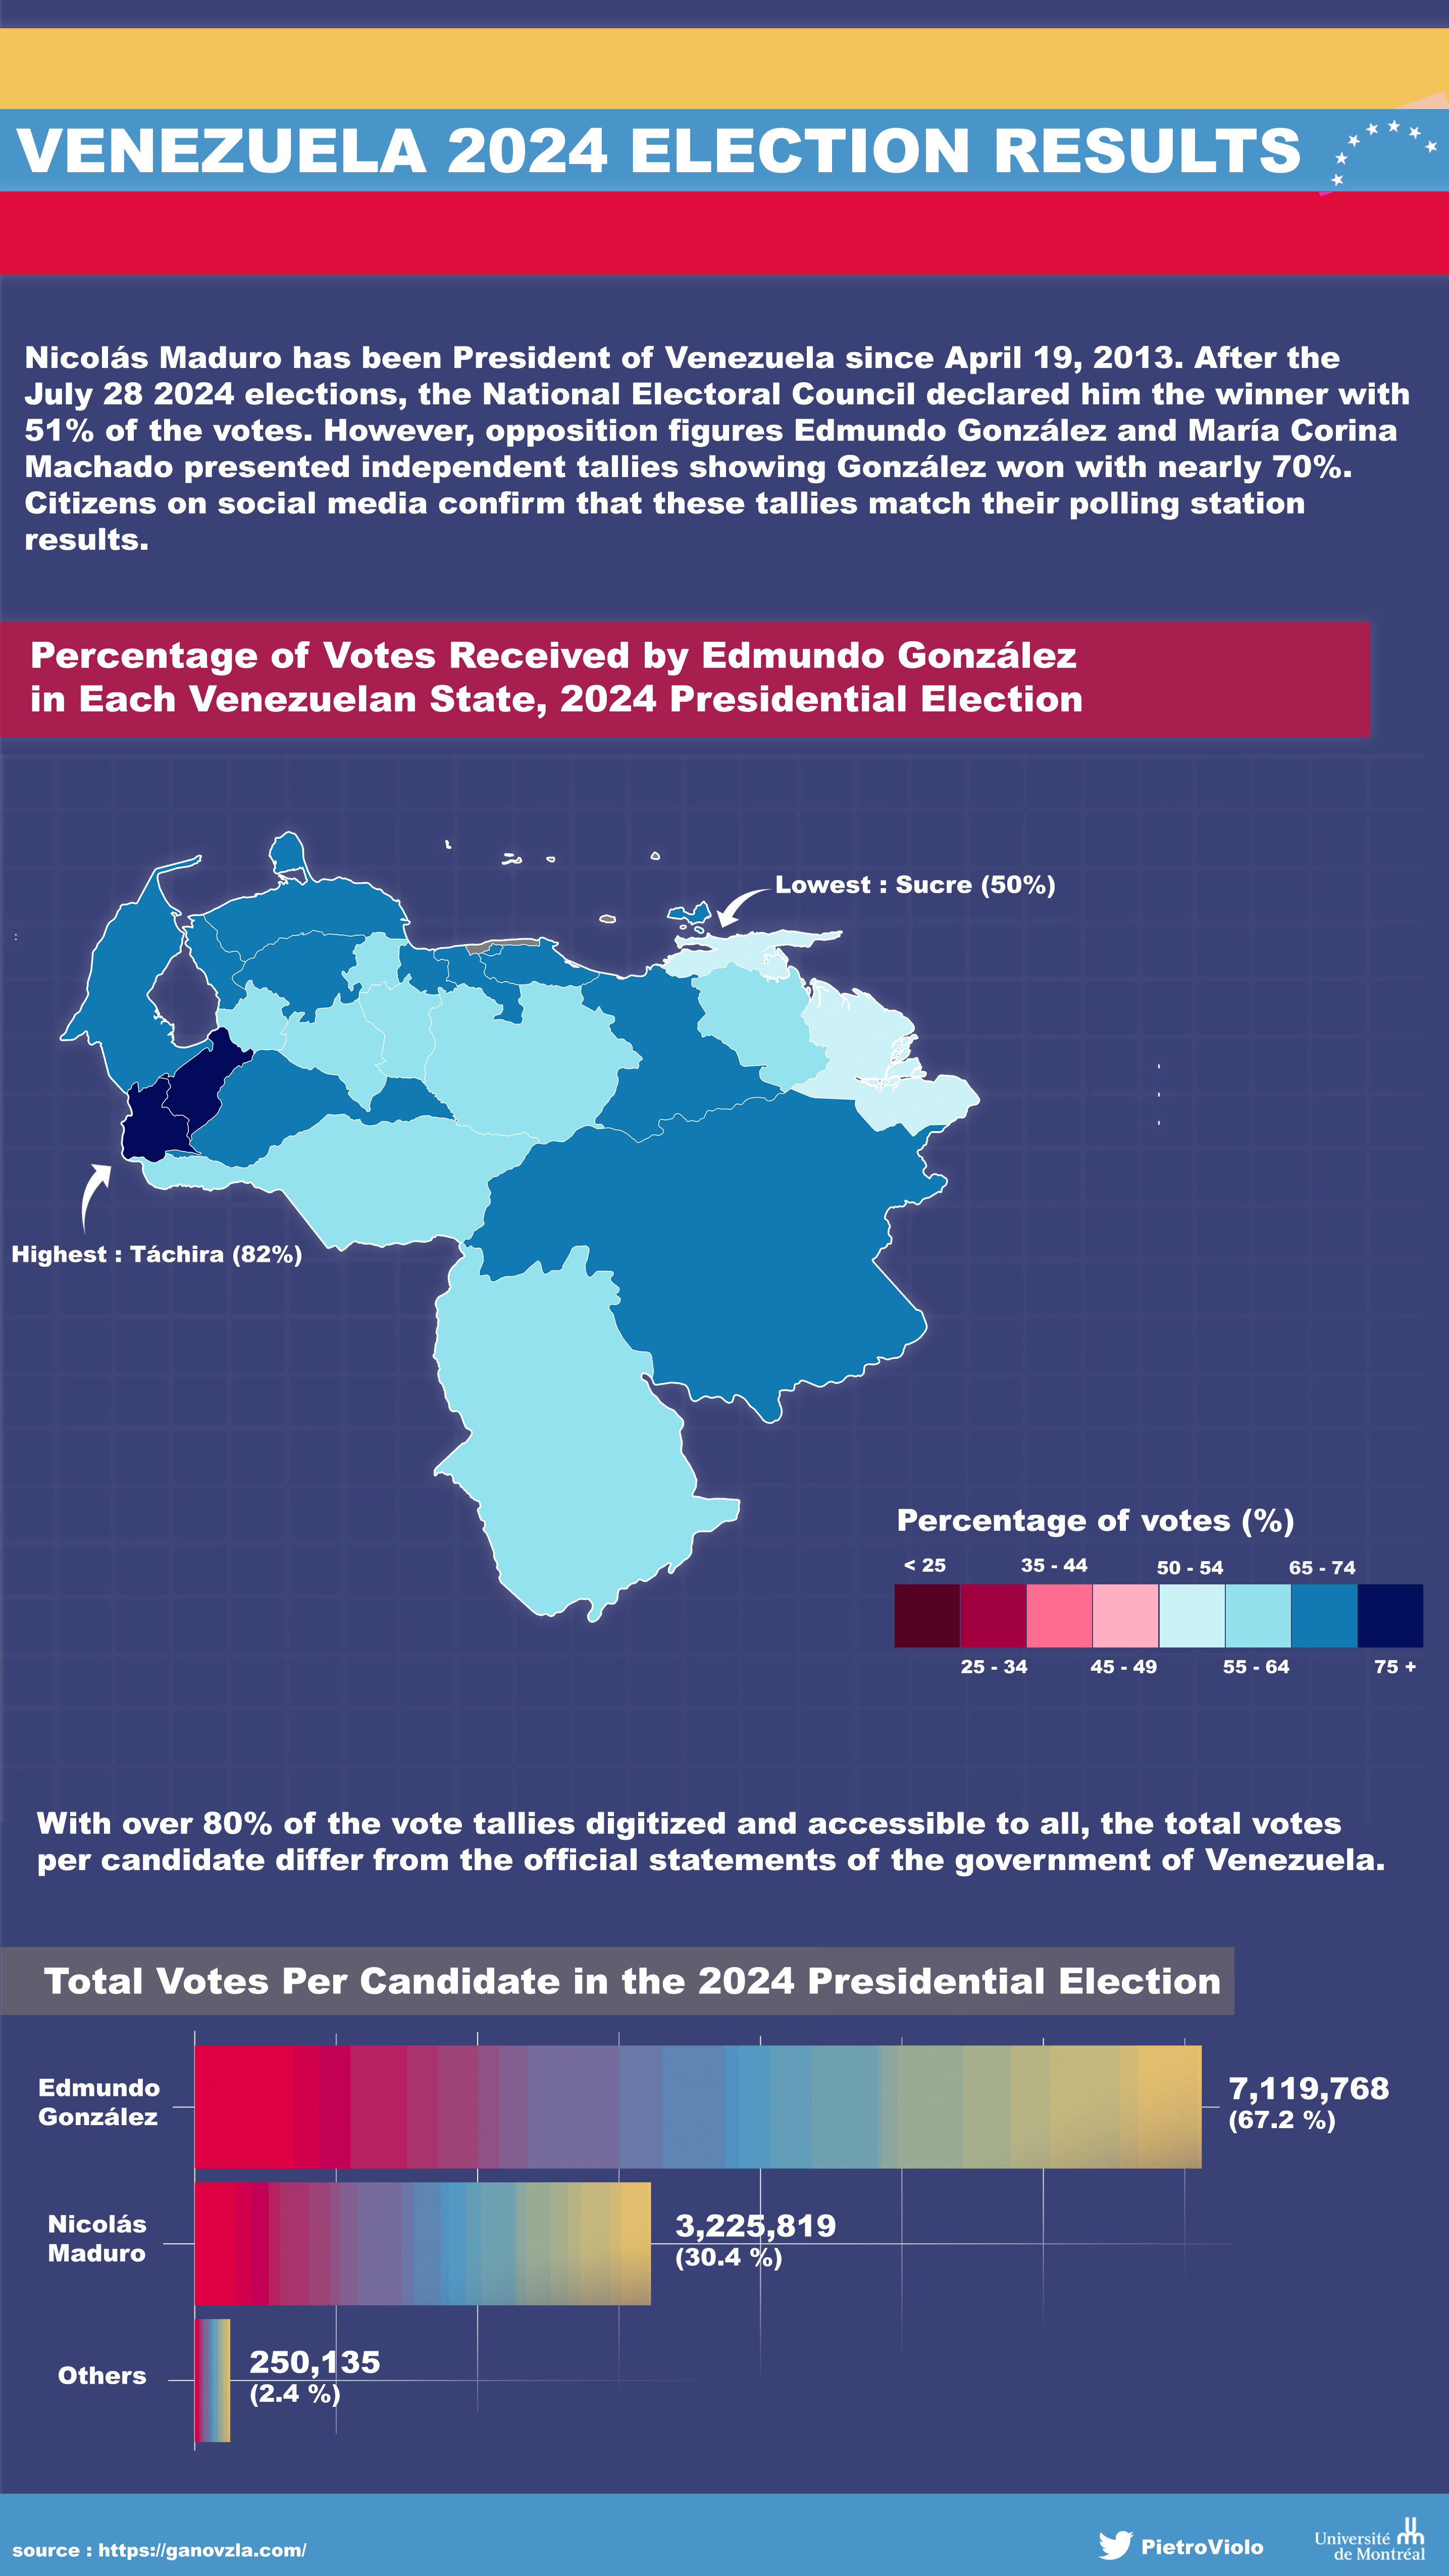 VENEZUELA 2024 ELECTION RESULTS
Nicolás Maduro has been President of Venezuela since April 19, 2013. After the
July 28 2024 elections, the National Electoral Council declared him the winner with
51% of the votes. However, opposition figures Edmundo González and María Corina
Machado presented independent tallies showing González won with nearly 70%.
Citizens on social media confirm that these tallies match their polling station
results.
Percentage of Votes Received by Edmundo González
in Each Venezuelan State, 2024 Presidential Election
Lowest : Sucre (50%)
Highest : Táchira (82%)
Percentage of votes (%)
< 25 35 - 44 50 - 54 65 - 74
25 - 34 45 - 49 55 - 64 75 +
With over 80% of the vote tallies digitized and accessible to all, the total votes
per candidate differ from the official statements of the government of Venezuela.
Total Votes Per Candidate in the 2024 Presidential Election
Edmundo
González
7,119,768
(67.2 %)
Nicolás
Maduro
3,225,819
(30.4 %)
Others
250,135
(2.4 %)
source : https://ganovzla.com/
PietroViolo
Université
de Montréal